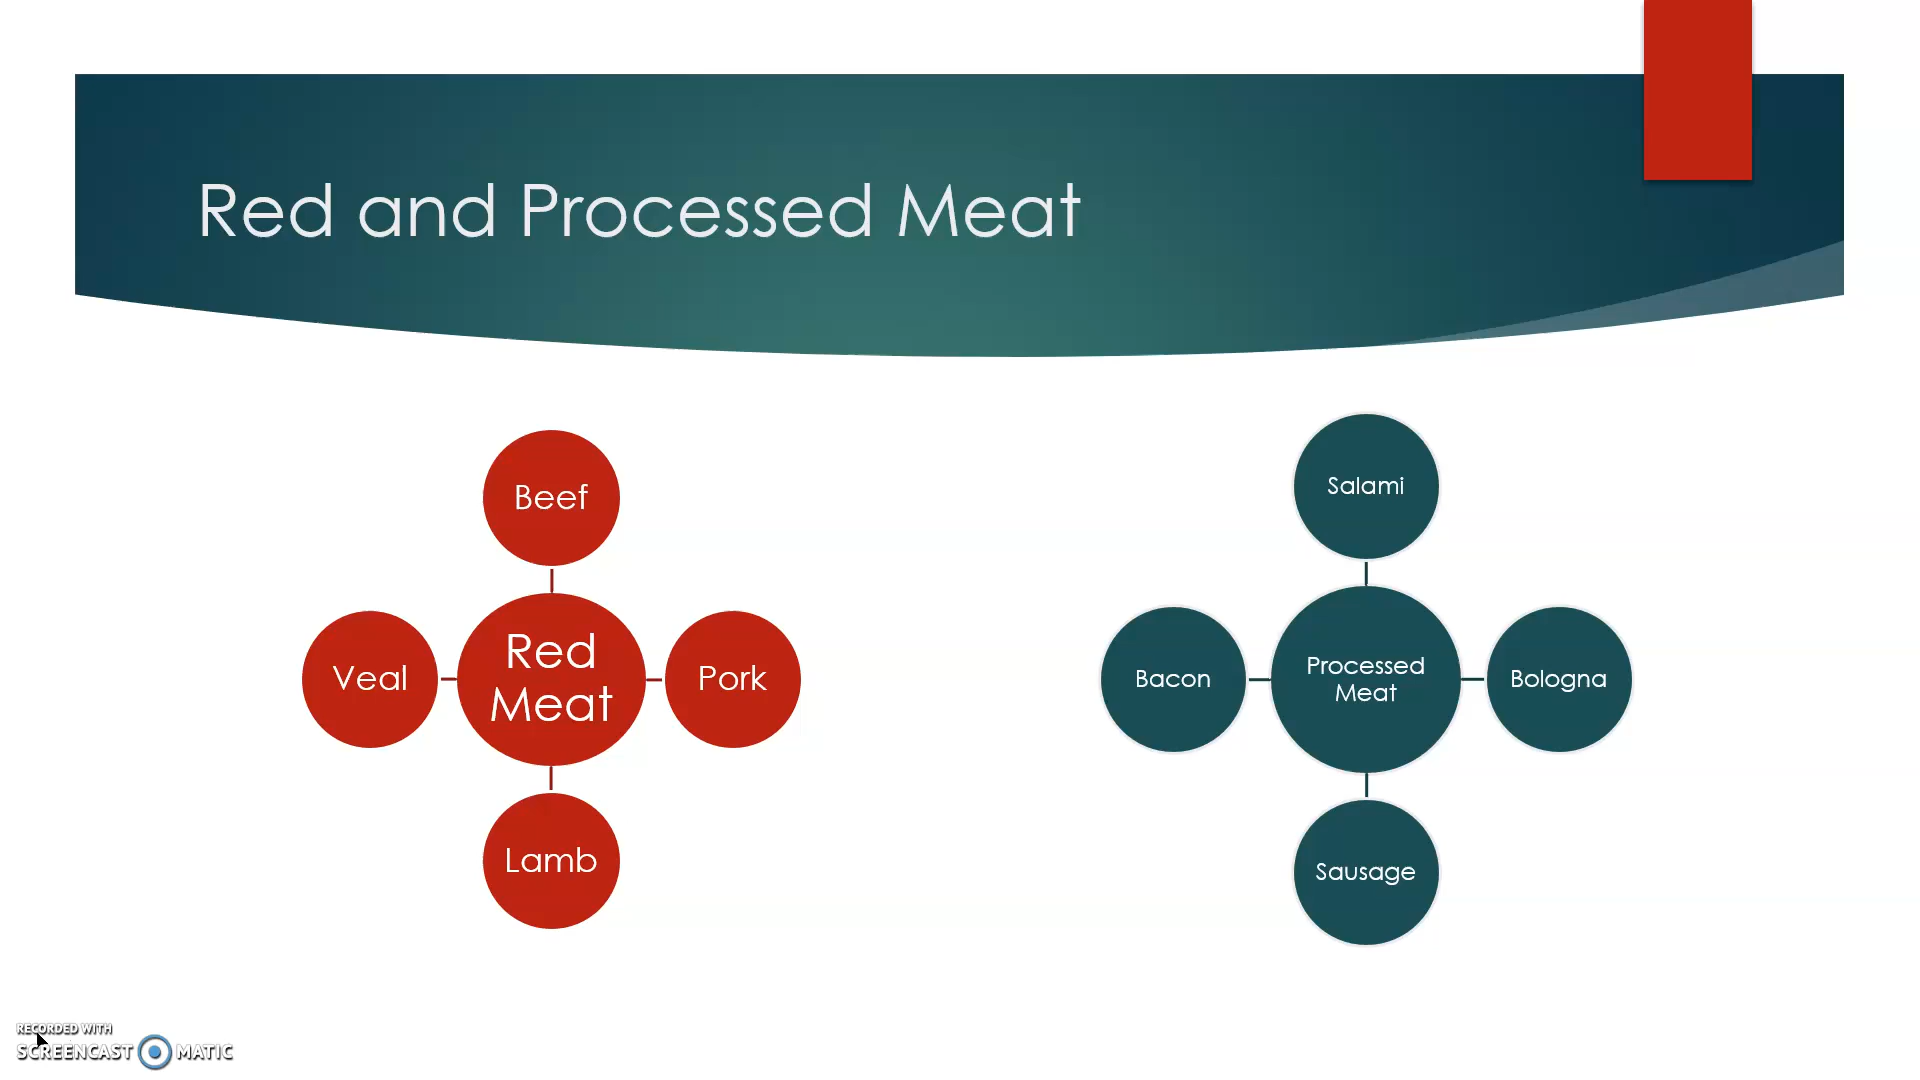 Red and Processed Meat
Beef
Veal
Red
Meat
Pork
Lamb
Salami
Bacon
Processed
Meat
Bologna
Sausage
RECORDED WITH
SCREENCAST MATIC